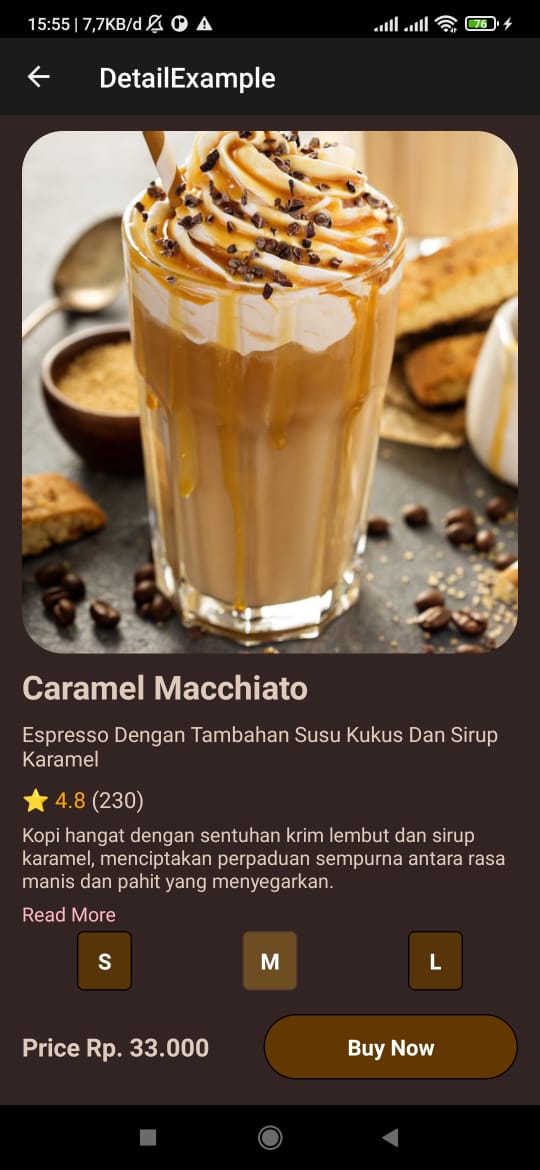 15:55 | 7,7KB/d
76
DetailExample
Caramel Macchiato
Espresso Dengan Tambahan Susu Kukus Dan Sirup
Karamel
4.8 (230)
Kopi hangat dengan sentuhan krim lembut dan sirup
karamel, menciptakan perpaduan sempurna antara rasa
manis dan pahit yang menyegarkan.
Read More
S M L
Price Rp. 33.000 Buy Now